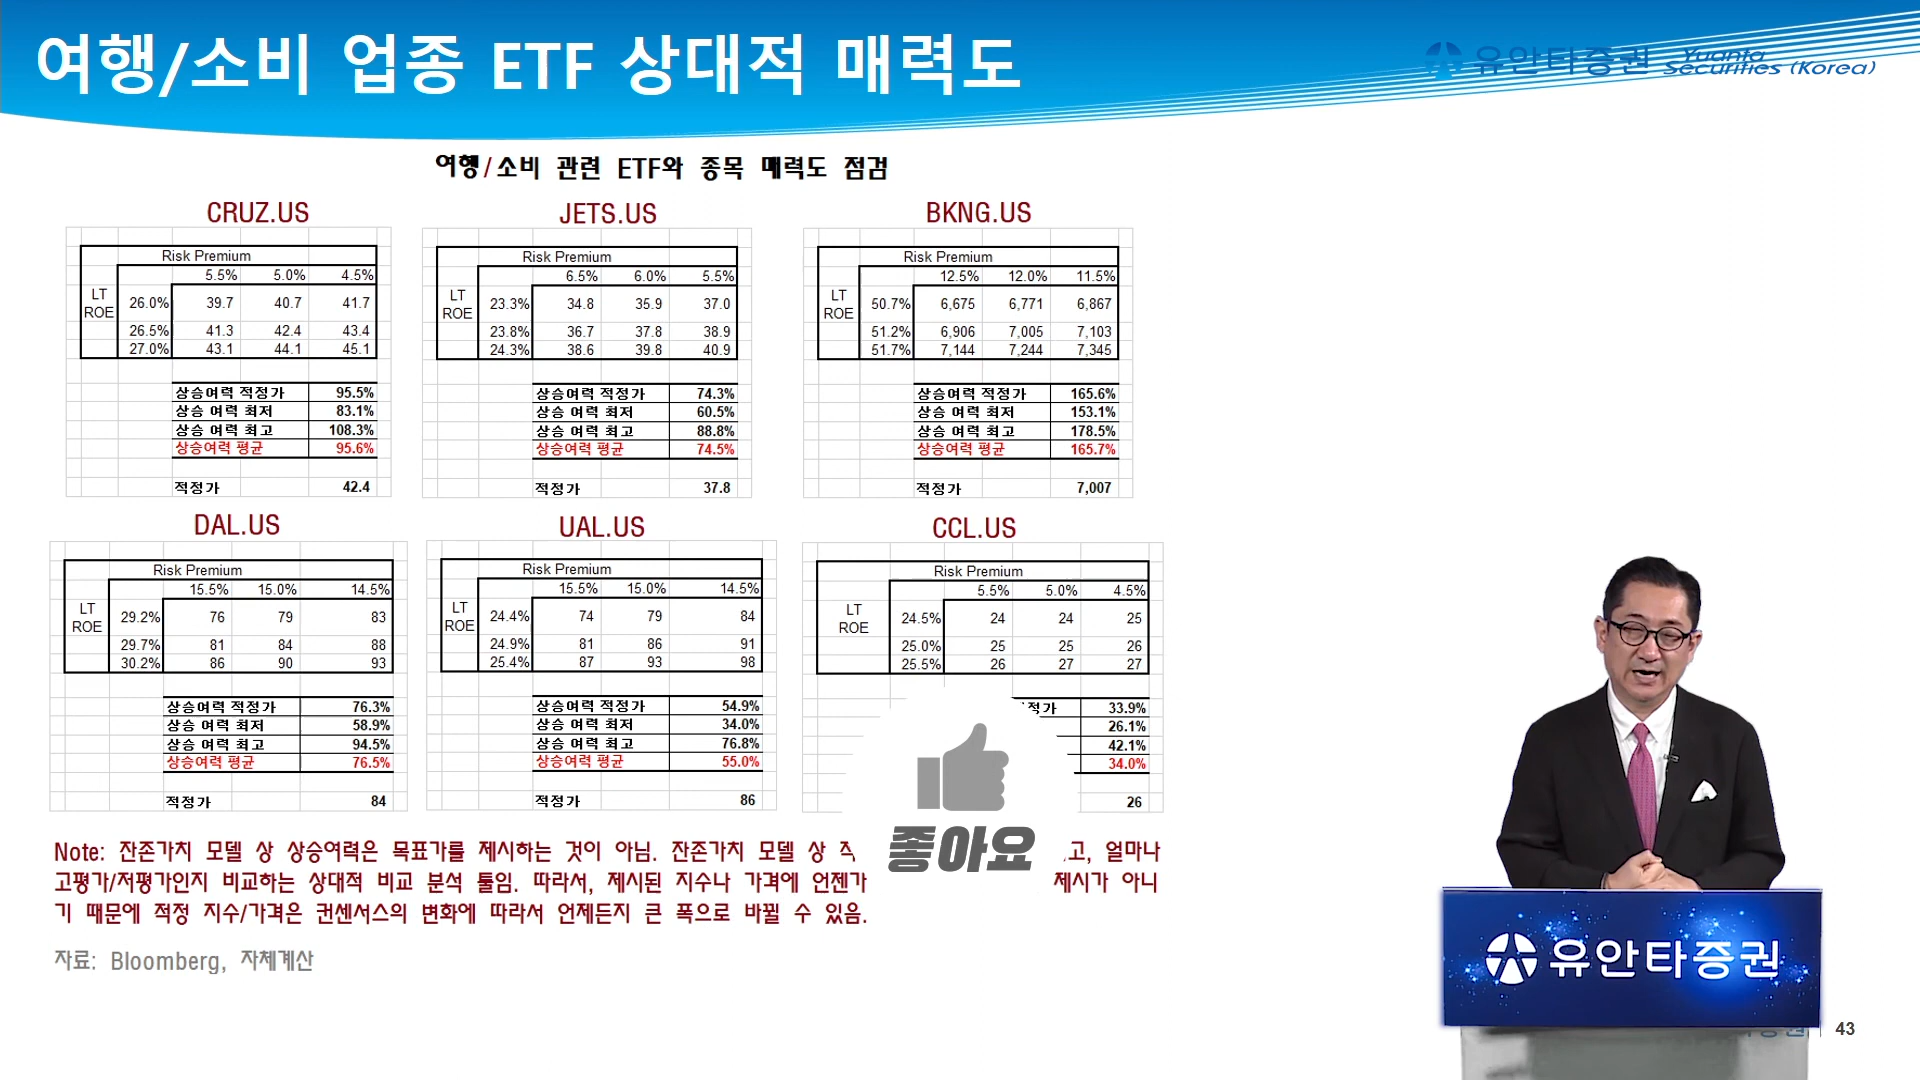 여행/소비 업종 ETF 상대적 매력도
유안타증권 Yuanta Securities (Korea)
여행/소비 관련 ETF와 종목 매력도 점검
CRUZ.US
Risk Premium
5.5% 5.0% 4.5%
LT ROE
26.0% 39.7 40.7 41.7
26.5% 41.3 42.4 43.4
27.0% 43.1 44.1 45.1
상승여력 적정가 95.5%
상승 여력 최저 83.1%
상승 여력 최고 108.3%
상승여력 평균 95.6%
적정가 42.4
JETS.US
Risk Premium
6.5% 6.0% 5.5%
LT ROE
23.3% 34.8 35.9 37.0
23.8% 36.7 37.8 38.9
24.3% 38.6 39.8 40.9
상승여력 적정가 74.3%
상승 여력 최저 60.5%
상승 여력 최고 88.8%
상승여력 평균 74.5%
적정가 37.8
BKNG.US
Risk Premium
12.5% 12.0% 11.5%
LT ROE
50.7% 6,675 6,771 6,867
51.2% 6,906 7,005 7,103
51.7% 7,144 7,244 7,345
상승여력 적정가 165.6%
상승 여력 최저 153.1%
상승 여력 최고 178.5%
상승여력 평균 165.7%
적정가 7,007
DAL.US
Risk Premium
15.5% 15.0% 14.5%
LT ROE
29.2% 76 79 83
29.7% 81 84 88
30.2% 86 90 93
상승여력 적정가 76.3%
상승 여력 최저 58.9%
상승 여력 최고 94.5%
상승여력 평균 76.5%
적정가 84
UAL.US
Risk Premium
15.5% 15.0% 14.5%
LT ROE
24.4% 74 79 84
24.9% 81 86 91
25.4% 87 93 98
상승여력 적정가 54.9%
상승 여력 최저 34.0%
상승 여력 최고 76.8%
상승여력 평균 55.0%
적정가 86
CCL.US
Risk Premium
5.5% 5.0% 4.5%
LT ROE
24.5% 24 24 25
25.0% 25 25 26
25.5% 26 27 27
정가 33.9%
26.1%
42.1%
34.0%
26
좋아요
Note: 잔존가치 모델 상 상승여력은 목표가를 제시하는 것이 아님. 잔존가치 모델 상 고, 얼마나
고평가/저평가인지 비교하는 상대적 비교 분석 툴임. 따라서, 제시된 지수나 가격에 언젠가 제시가 아니
기 때문에 적정 지수/가격은 컨센서스의 변화에 따라서 언제든지 큰 폭으로 바뀔 수 있음.
자료: Bloomberg, 자체계산
유안타증권
43